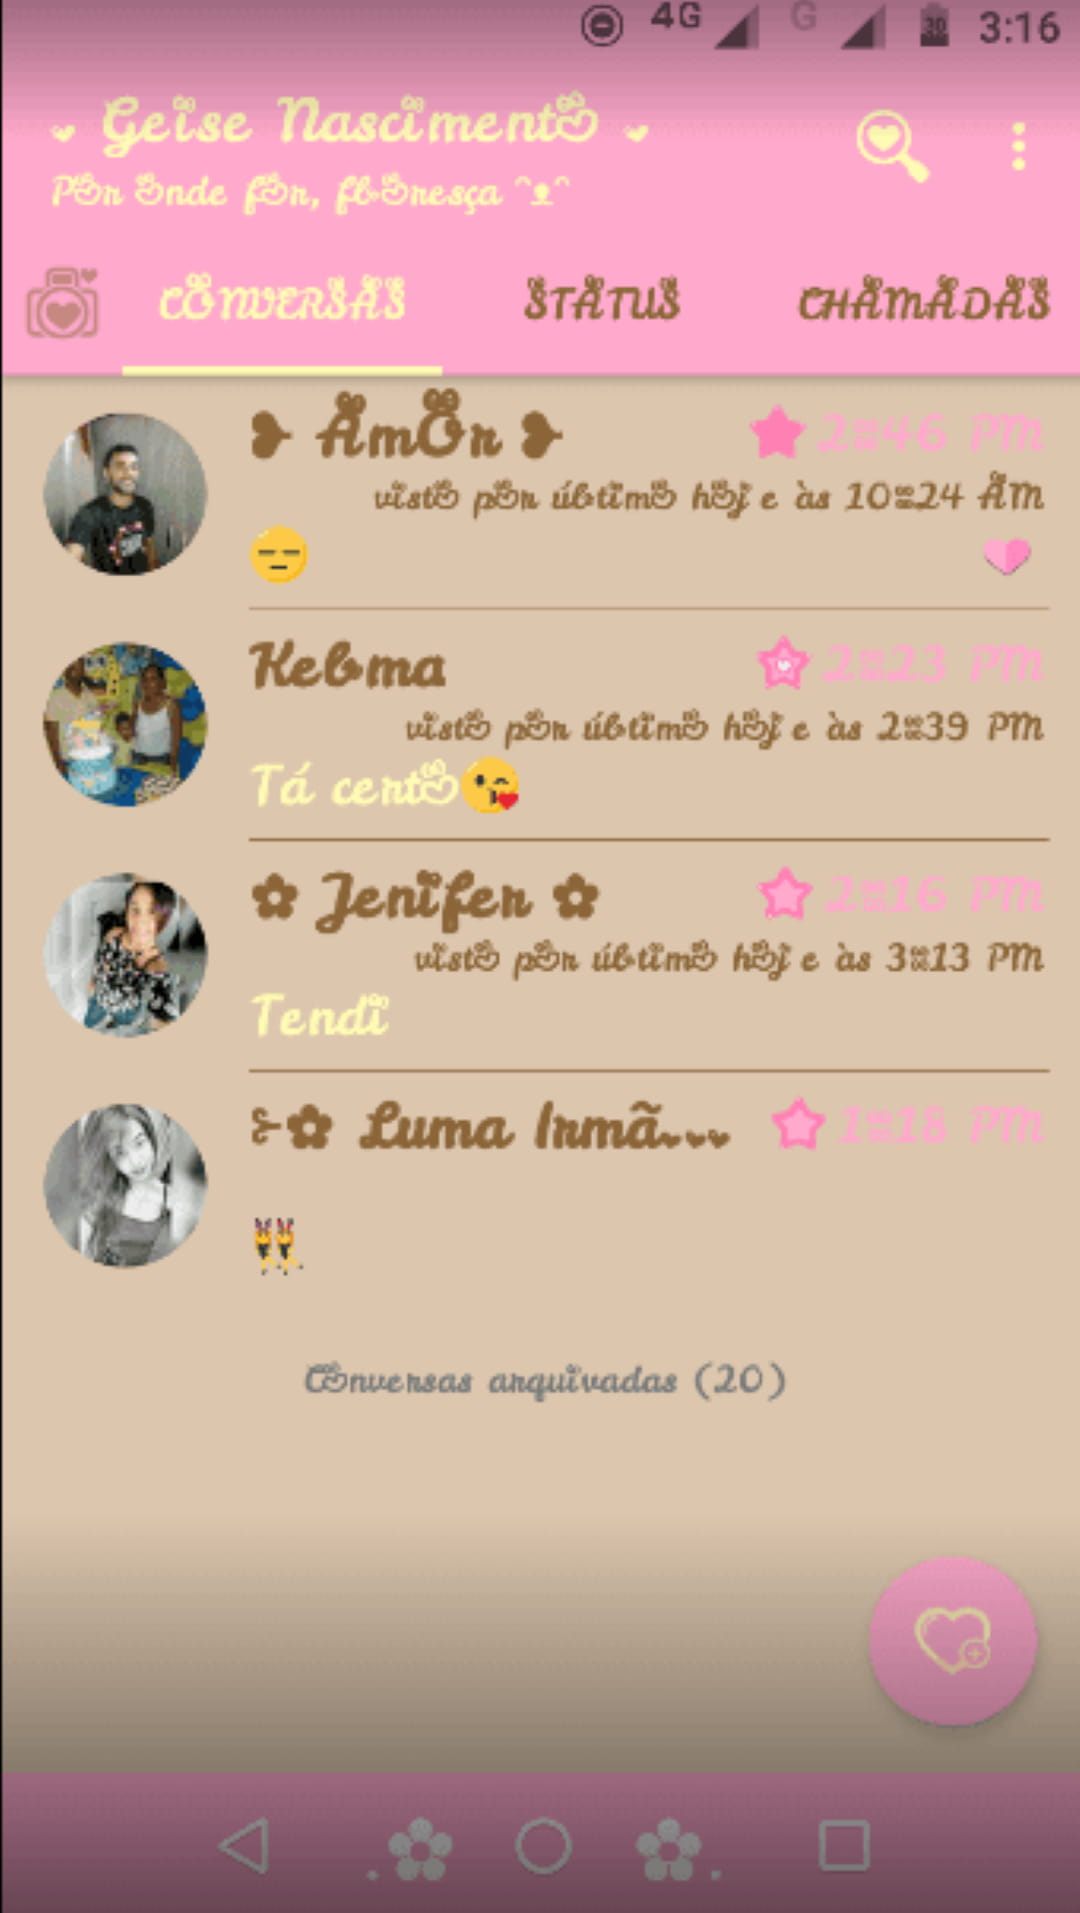 4G G 30 3:16
Geise Nascimento
Por onde for, floresça ᵔᴥᵔ
CONVERSAS STATUS CHAMADAS
❥ Amor ❥ 2:46 PM
visto por último hoje às 10:24 AM
😑
Kelma 2:23 PM
visto por último hoje às 2:39 PM
Tá certo😘
✿ Jenifer ✿ 2:16 PM
visto por último hoje às 3:13 PM
Tendi
✿ Luma Irmã 1:18 PM
👯
Conversas arquivadas (20)